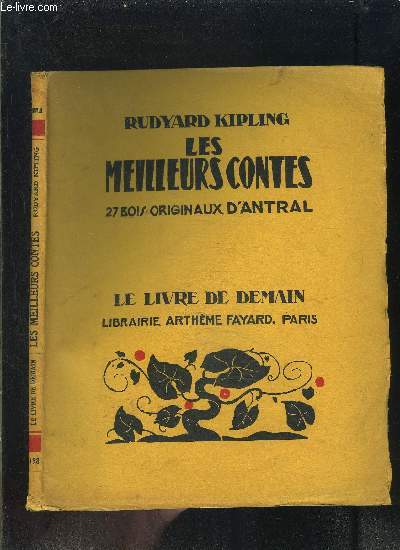 Le-livre.com
RUDYARD KIPLING
LES
MEILLEURS CONTES
27 BOIS ORIGINAUX D'ANTRAL
LE LIVRE DE DEMAIN
LIBRAIRIE ARTHÈME FAYARD. PARIS
LE LIVRE DE DEMAIN
LES MEILLEURS CONTES
RUDYARD KIPLING